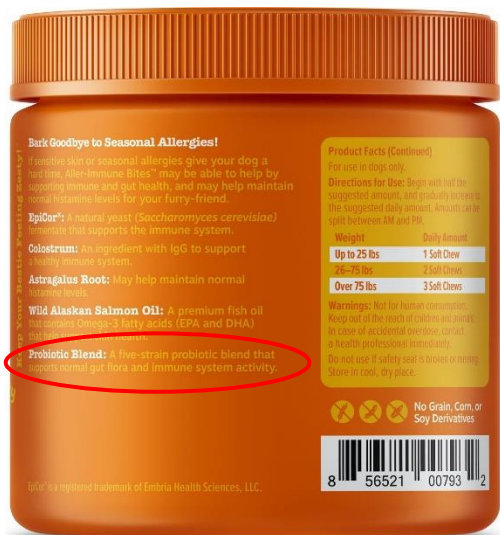 Keep Your Bestie Feeling Zesty!
Bark Goodbye to Seasonal Allergies!
If sensitive skin or seasonal allergies give your dog a
hard time, Aller-Immune Bites™ may be able to help by
supporting immune and gut health, and may help maintain
normal histamine levels for your furry-friend.
EpiCor®: A natural yeast (Saccharomyces cerevisiae)
fermentate that supports the immune system.
Colostrum: An ingredient with IgG to support
a healthy immune system.
Astragalus Root: May help maintain normal
histamine levels.
Wild Alaskan Salmon Oil: A premium fish oil
that contains Omega-3 fatty acids (EPA and DHA)
that help support
Probiotic Blend: A five-strain probiotic blend that
supports normal gut flora and immune system activity.
EpiCor® is a registered trademark of Embria Health Sciences, LLC.
Product Facts (Continued)
For use in dogs only.
Directions for Use: Begin with half the
suggested amount, and gradually increase to
the suggested daily amount. Amounts can be
split between AM and PM.
Weight Daily Amount
Up to 25 lbs 1 Soft Chew
26–75 lbs 2 Soft Chews
Over 75 lbs 3 Soft Chews
Warnings: Not for human consumption.
Keep out of the reach of children and animals.
In case of accidental overdose, contact
a health professional immediately.
Do not use if safety seal is broken or missing.
Store in cool, dry place.
No Grain, Corn, or
Soy Derivatives
8 56521 00793 2